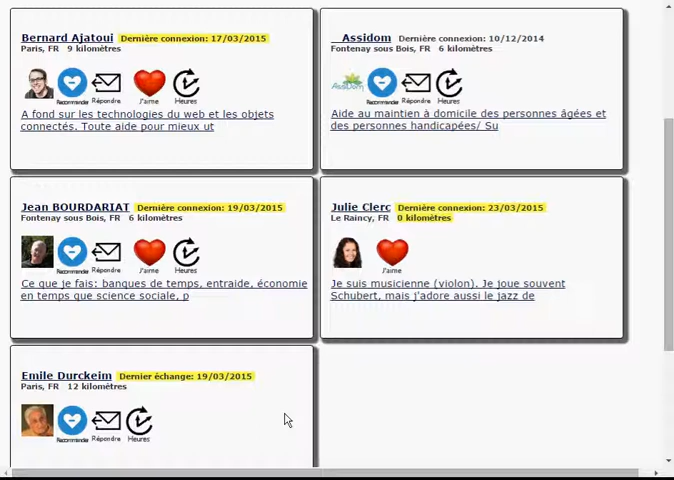 Bernard Ajatoui Dernière connexion: 17/03/2015
Paris, FR 9 kilomètres
Recommander Répondre J'aime Heures
A fond sur les technologies du web et les objets
connectés. Toute aide pour mieux ut
Assidom Dernière connexion: 10/12/2014
Fontenay sous Bois, FR 6 kilomètres
AssiDom Recommander Répondre J'aime Heures
Aide au maintien à domicile des personnes âgées et
des personnes handicapées/ Su
Jean BOURDARIAT Dernière connexion: 19/03/2015
Fontenay sous Bois, FR 6 kilomètres
Recommander Répondre J'aime Heures
Ce que je fais: banques de temps, entraide, économie
en temps que science sociale, p
Julie Clerc Dernière connexion: 23/03/2015
Le Raincy, FR 0 kilomètres
J'aime
Je suis musicienne (violon). Je joue souvent
Schubert, mais j'adore aussi le jazz de
Emile Durckeim Dernier échange: 19/03/2015
Paris, FR 12 kilomètres
Recommander Répondre Heures